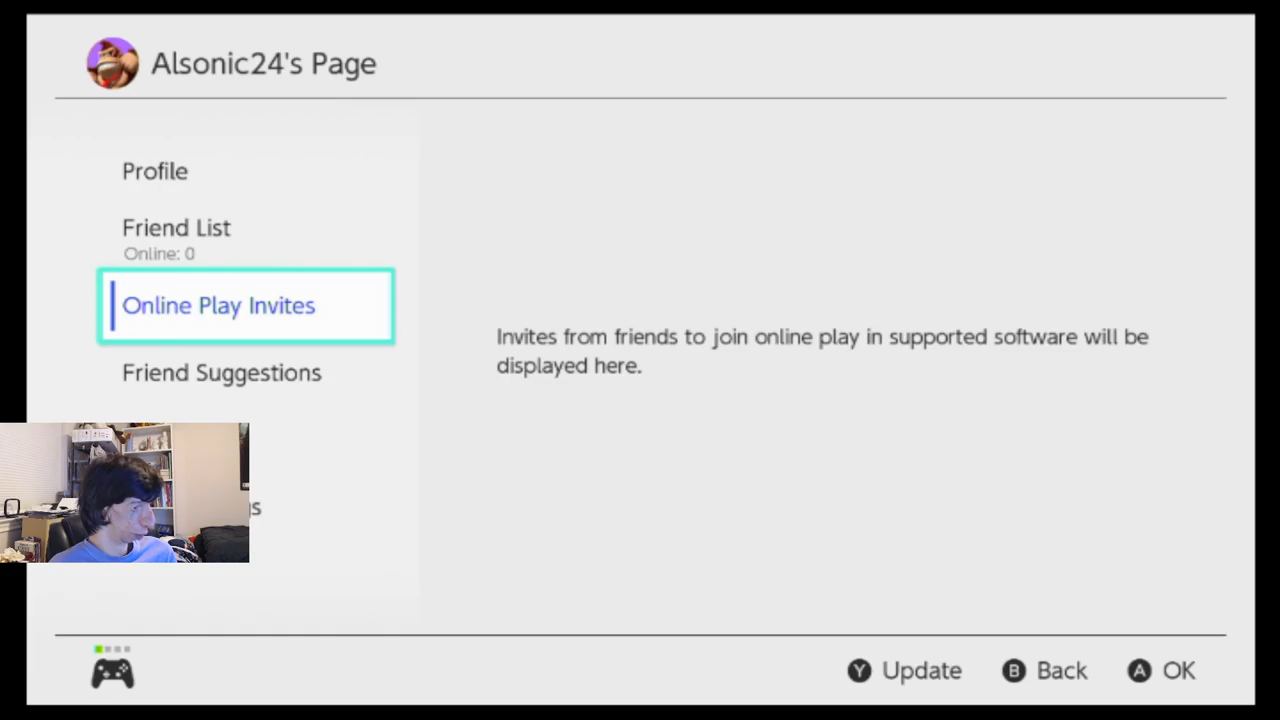 Alsonic24's Page
Profile
Friend List
Online: 0
Online Play Invites
Friend Suggestions
Invites from friends to join online play in supported software will be
displayed here.
Y Update
B Back
A OK